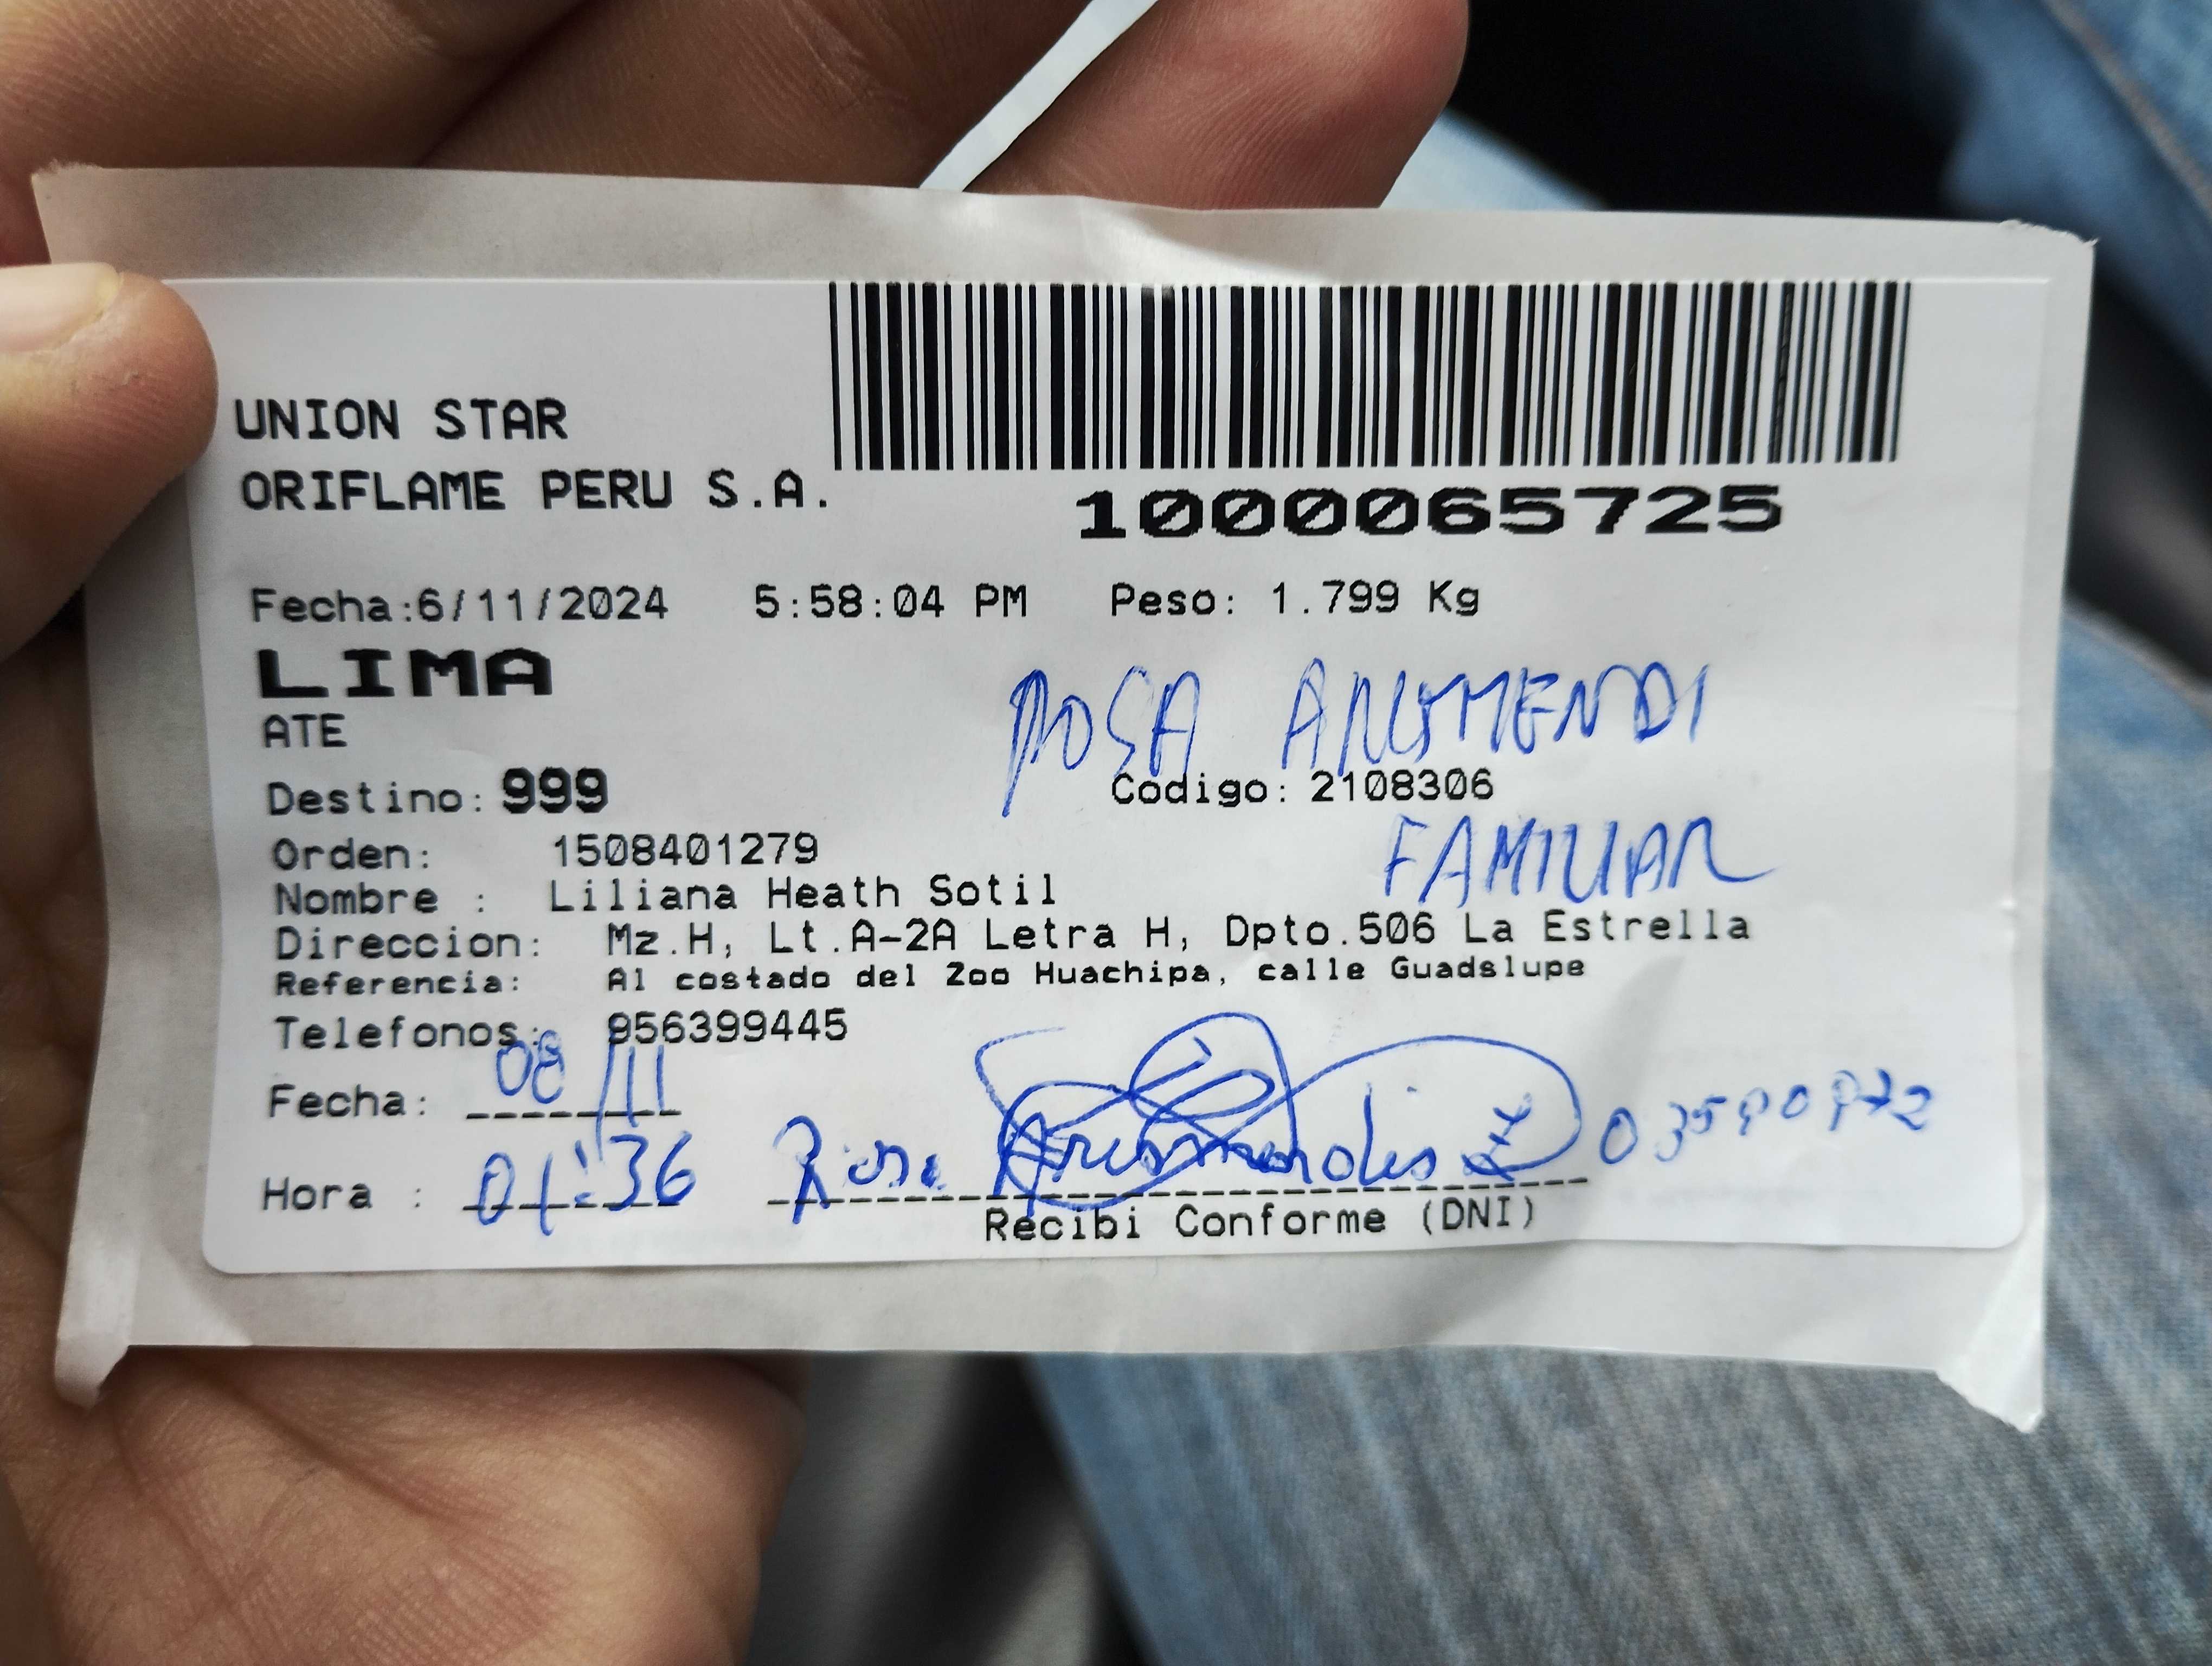 UNION STAR
ORIFLAME PERU S.A.
1000065725
Fecha:6/11/2024 5:58:04 PM Peso: 1.799 Kg
LIMA
ATE
ROSA
Destino: 999 Codigo: 2108306
Orden: 1508401279
FAMILIAR
Nombre : Liliana Heath Sotil
Direccion: Mz.H, Lt.A-2A Letra H, Dpto.506 La Estrella
Referencia: Al costado del Zoo Huachipa, calle Guadslupe
Telefonos: 956399445
Fecha: 08/11
Hora : 01:36 Rosa
Recibi Conforme (DNI)